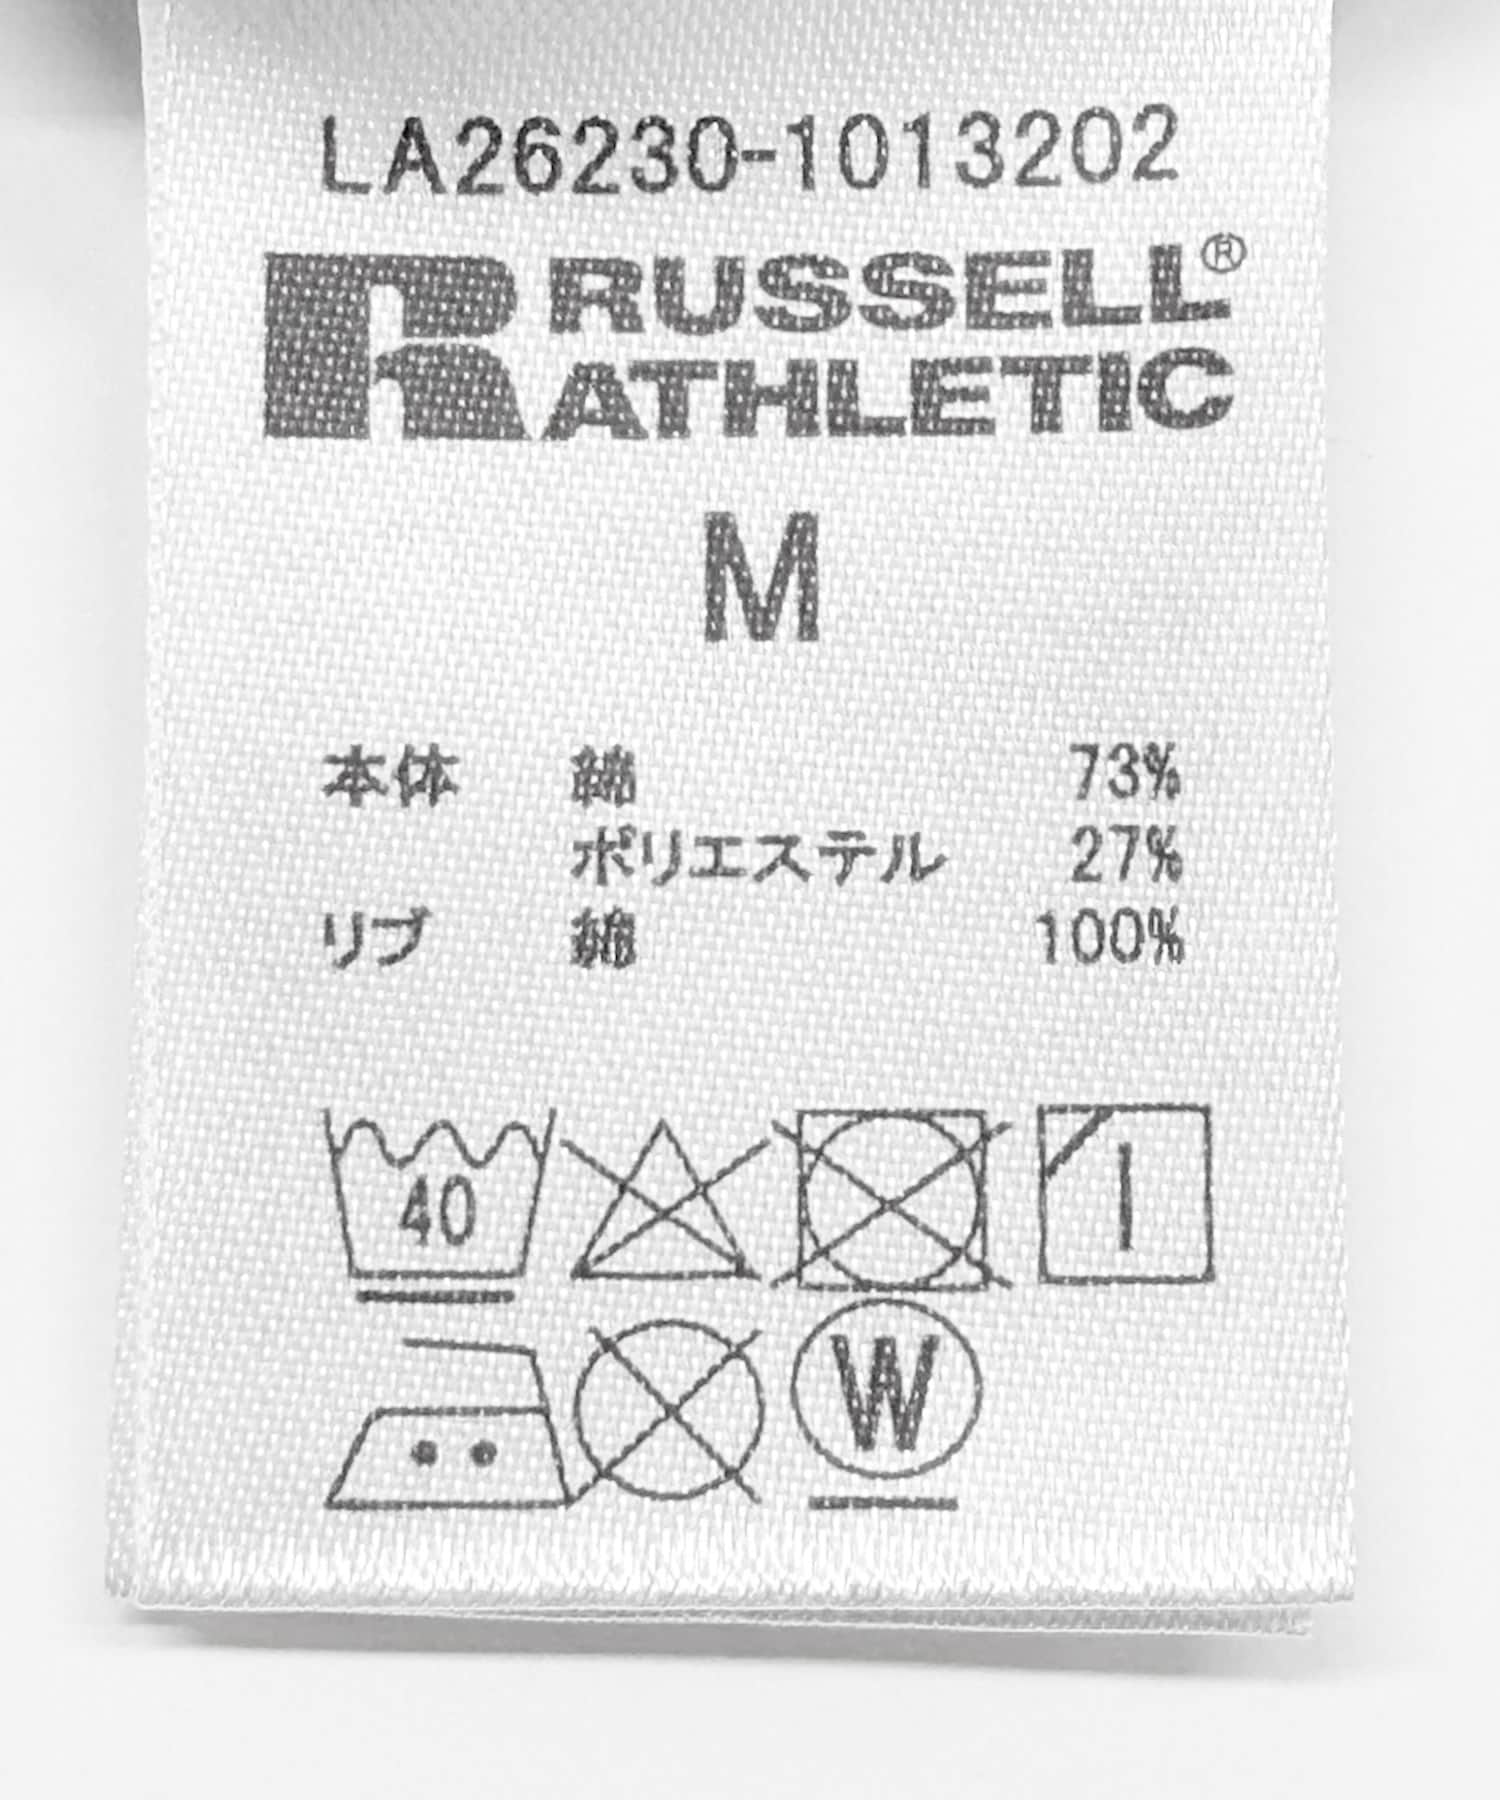 LA26230-1013202
R RUSSELL®
ATHLETIC
M
本体 綿 73%
ポリエステル 27%
リブ 綿 100%
40
W